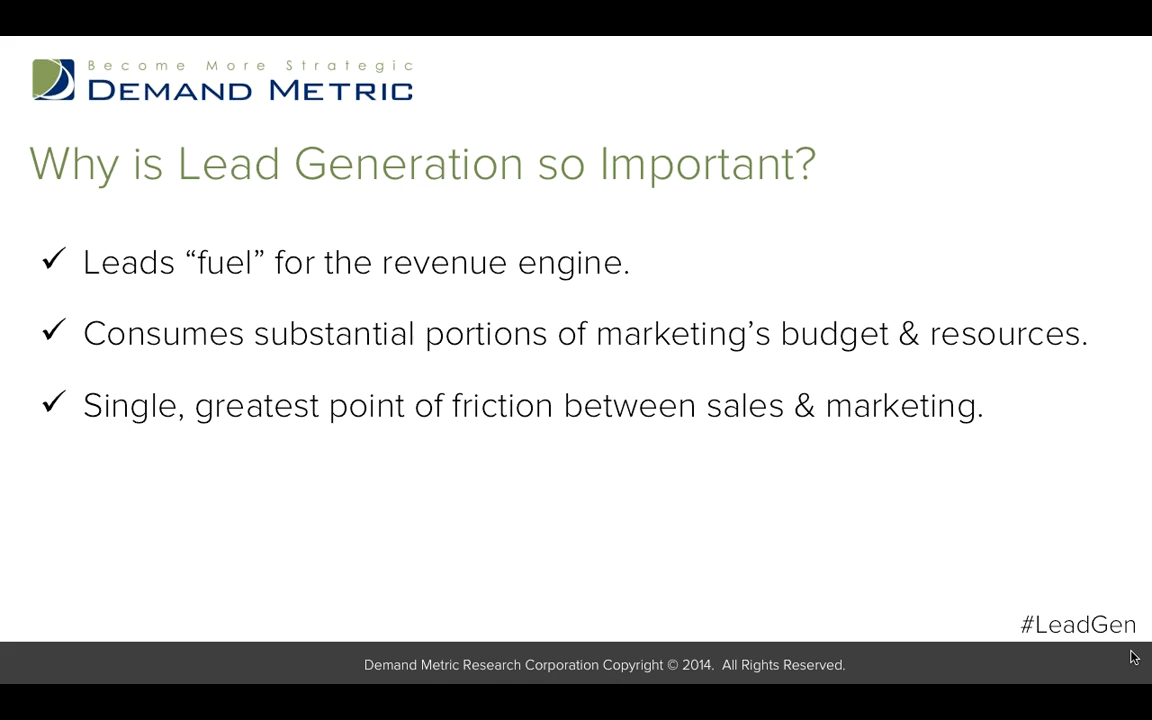 Become More Strategic
DEMAND METRIC
Why is Lead Generation so Important?
✓ Leads “fuel” for the revenue engine.
✓ Consumes substantial portions of marketing’s budget & resources.
✓ Single, greatest point of friction between sales & marketing.
#LeadGen
Demand Metric Research Corporation Copyright © 2014. All Rights Reserved.